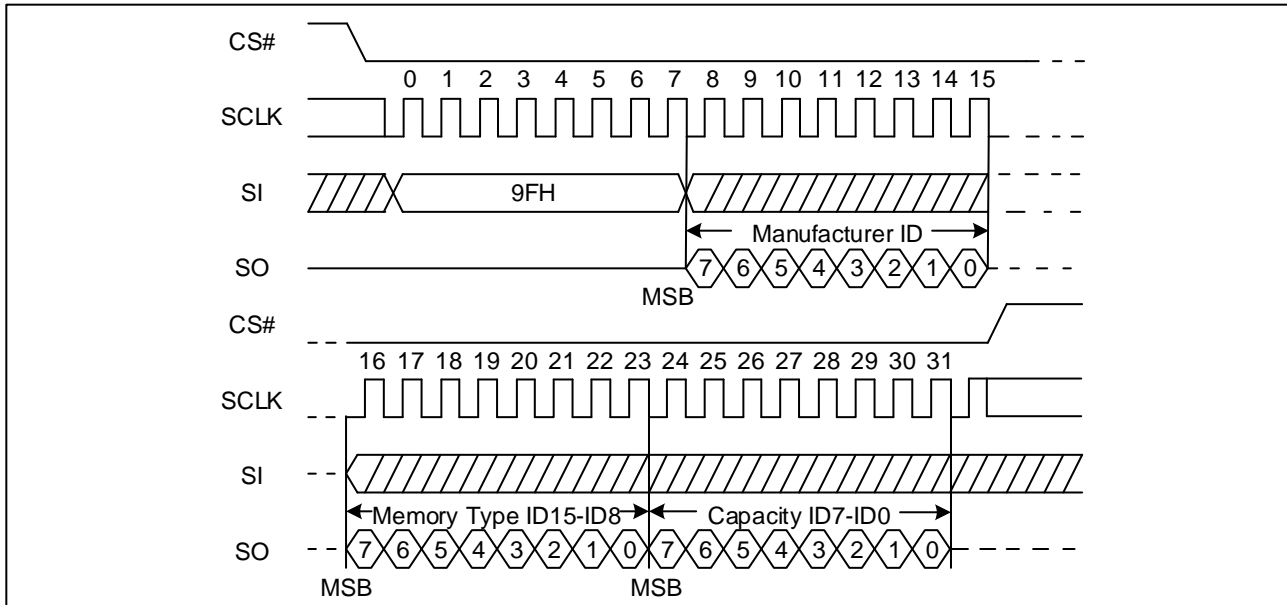 CS#
0 1 2 3 4 5 6 7 8 9 10 11 12 13 14 15
SCLK
SI 9FH
Manufacturer ID
SO 7 6 5 4 3 2 1 0
MSB
CS#
16 17 18 19 20 21 22 23 24 25 26 27 28 29 30 31
SCLK
SI
Memory Type ID15-ID8 Capacity ID7-ID0
SO 7 6 5 4 3 2 1 0 7 6 5 4 3 2 1 0
MSB MSB